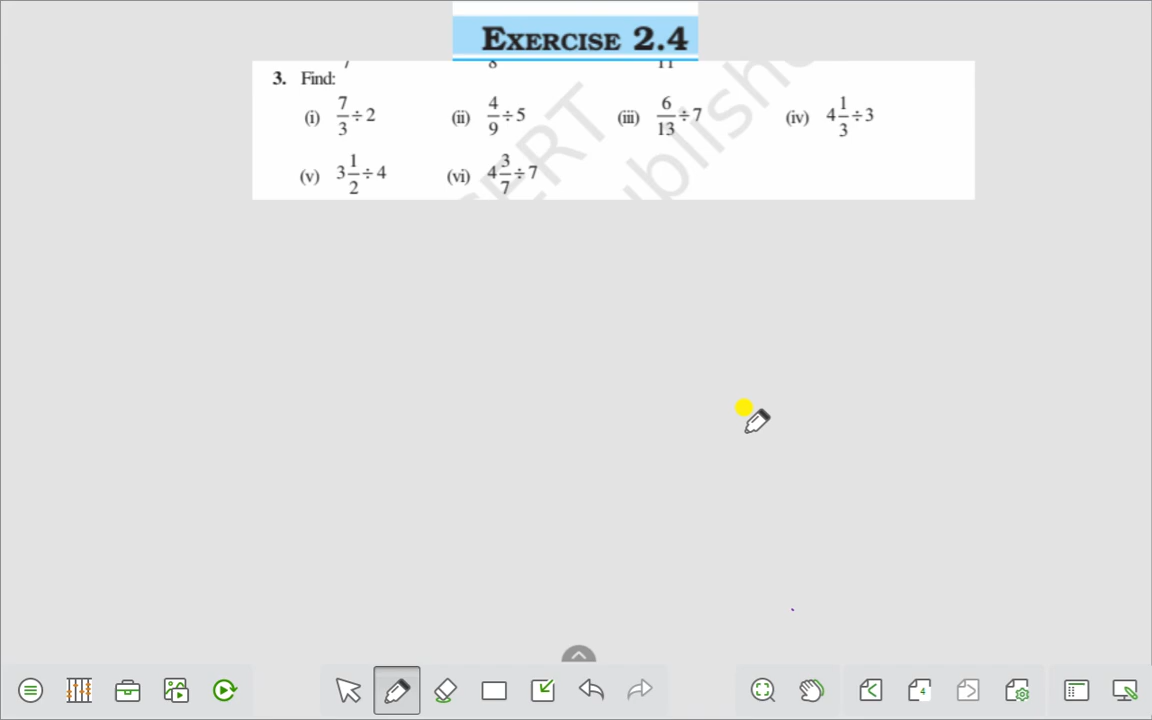 EXERCISE 2.4
3. Find:
(i) 7/3 ÷ 2 (ii) 4/9 ÷ 5 (iii) 6/13 ÷ 7 (iv) 4 1/3 ÷ 3
(v) 3 1/2 ÷ 4 (vi) 4 3/7 ÷ 7
4